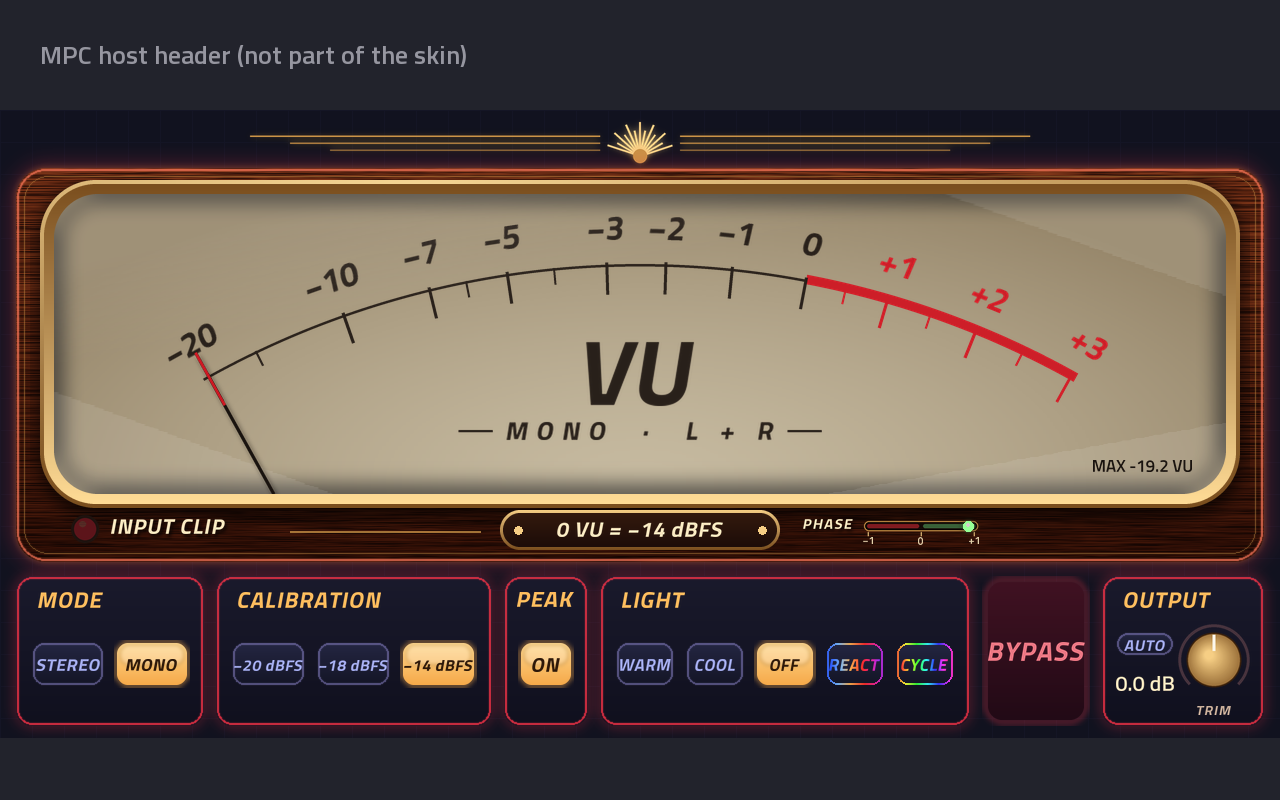 MPC host header (not part of the skin)
−20 −10 −7 −5 −3 −2 −1 0 +1 +2 +3
VU
MONO · L + R
MAX -19.2 VU
INPUT CLIP
0 VU = −14 dBFS
PHASE
−1 0 +1
MODE
STEREO MONO
CALIBRATION
−20 dBFS −18 dBFS −14 dBFS
PEAK
ON
LIGHT
WARM COOL OFF REACT CYCLE
BYPASS
OUTPUT
AUTO
0.0 dB
TRIM